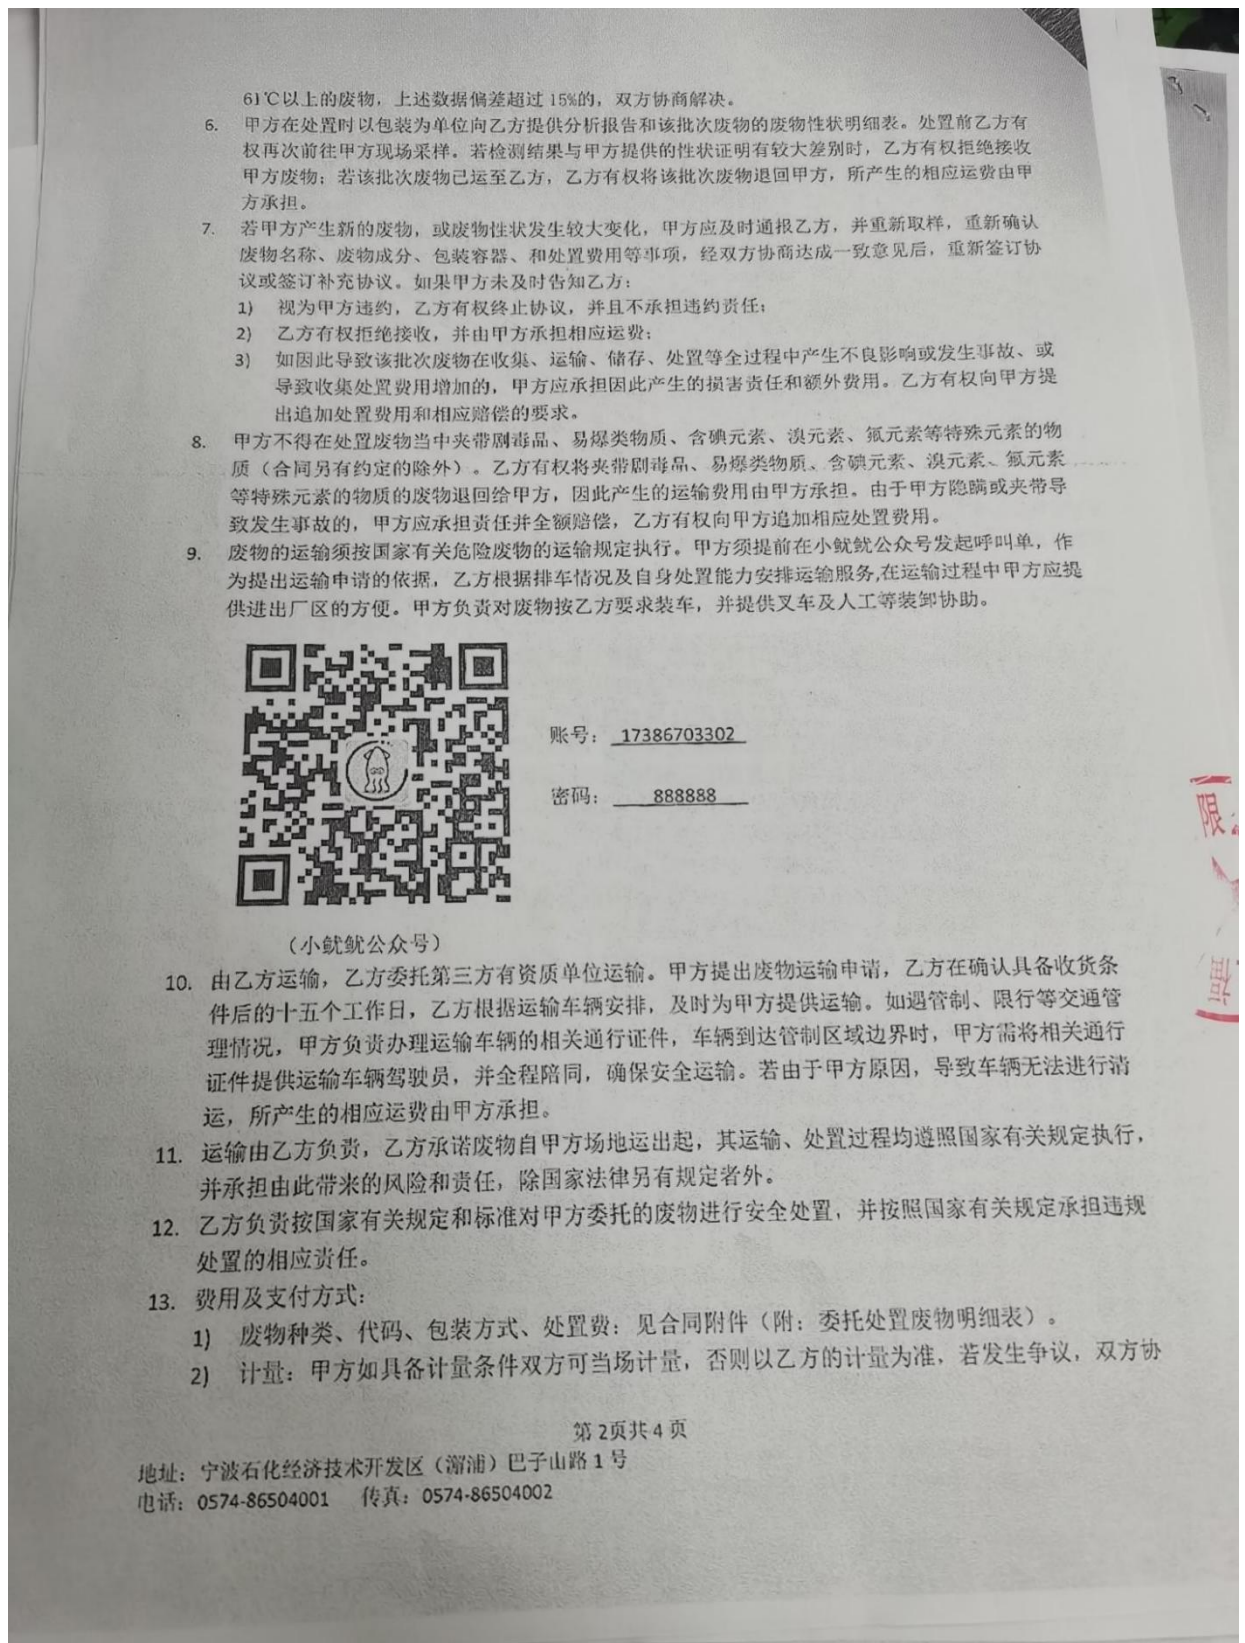 61℃以上的废物，上述数据偏差超过 15%的，双方协商解决。
6. 甲方在处置时以包装为单位向乙方提供分析报告和该批次废物的废物性状明细表。处置前乙方有
权再次前往甲方现场采样。若检测结果与甲方提供的性状证明有较大差别时，乙方有权拒绝接收
甲方废物；若该批次废物已运至乙方，乙方有权将该批次废物退回甲方，所产生的相应运费由甲
方承担。
7. 若甲方产生新的废物，或废物性状发生较大变化，甲方应及时通报乙方，并重新取样，重新确认
废物名称、废物成分、包装容器、和处置费用等事项，经双方协商达成一致意见后，重新签订协
议或签订补充协议。如果甲方未及时告知乙方：
1) 视为甲方违约，乙方有权终止协议，并且不承担违约责任；
2) 乙方有权拒绝接收，并由甲方承担相应运费；
3) 如因此导致该批次废物在收集、运输、储存、处置等全过程中产生不良影响或发生事故、或
导致收集处置费用增加的，甲方应承担因此产生的损害责任和额外费用。乙方有权向甲方提
出追加处置费用和相应赔偿的要求。
8. 甲方不得在处置废物当中夹带剧毒品、易爆类物质、含碘元素、溴元素、氟元素等特殊元素的物
质（合同另有约定的除外）。乙方有权将夹带剧毒品、易爆类物质、含碘元素、溴元素、氟元素
等特殊元素的物质的废物退回给甲方，因此产生的运输费用由甲方承担。由于甲方隐瞒或夹带导
致发生事故的，甲方应承担责任并全额赔偿，乙方有权向甲方追加相应处置费用。
9. 废物的运输须按国家有关危险废物的运输规定执行。甲方须提前在小鱿鱿公众号发起呼叫单，作
为提出运输申请的依据，乙方根据排车情况及自身处置能力安排运输服务,在运输过程中甲方应提
供进出厂区的方便。甲方负责对废物按乙方要求装车，并提供叉车及人工等装卸协助。
账号： 17386703302
密码： 888888
（小鱿鱿公众号）
10. 由乙方运输，乙方委托第三方有资质单位运输。甲方提出废物运输申请，乙方在确认具备收货条
件后的十五个工作日，乙方根据运输车辆安排，及时为甲方提供运输。如遇管制、限行等交通管
理情况，甲方负责办理运输车辆的相关通行证件，车辆到达管制区域边界时，甲方需将相关通行
证件提供运输车辆驾驶员，并全程陪同，确保安全运输。若由于甲方原因，导致车辆无法进行清
运，所产生的相应运费由甲方承担。
11. 运输由乙方负责，乙方承诺废物自甲方场地运出起，其运输、处置过程均遵照国家有关规定执行，
并承担由此带来的风险和责任，除国家法律另有规定者外。
12. 乙方负责按国家有关规定和标准对甲方委托的废物进行安全处置，并按照国家有关规定承担违规
处置的相应责任。
13. 费用及支付方式：
1) 废物种类、代码、包装方式、处置费：见合同附件（附：委托处置废物明细表）。
2) 计量：甲方如具备计量条件双方可当场计量，否则以乙方的计量为准，若发生争议，双方协
第 2页共 4 页
地址：宁波石化经济技术开发区（澥浦）巴子山路 1 号
电话：0574-86504001 传真：0574-86504002
限